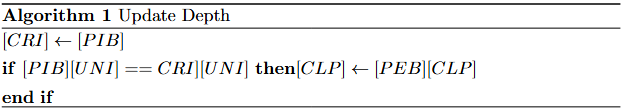 Algorithm 1 Update Depth
[CRI] ← [PIB]
if [PIB][UNI] == CRI][UNI] then[CLP] ← [PEB][CLP]
end if